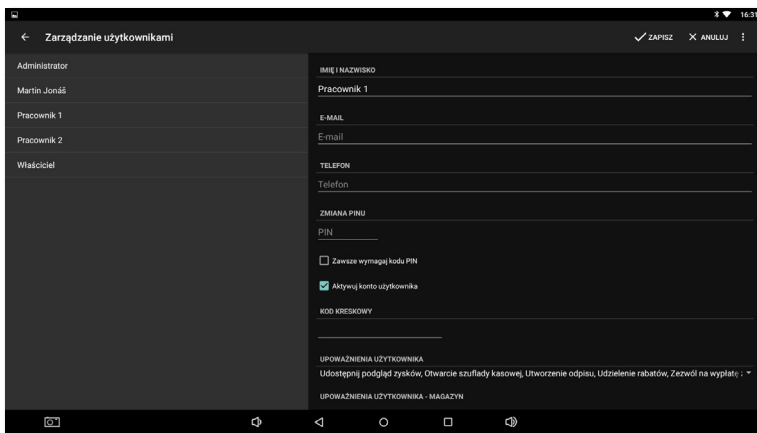 16:31
Zarządzanie użytkownikami
ZAPISZ
ANULUJ
Administrator
Martin Jonáš
Pracownik 1
Pracownik 2
Właściciel
IMIĘ I NAZWISKO
Pracownik 1
E-MAIL
E-mail
TELEFON
Telefon
ZMIANA PINU
PIN
Zawsze wymagaj kodu PIN
Aktywuj konto użytkownika
KOD KRESKOWY
UPOWAŻNIENIA UŻYTKOWNIKA
Udostępnij podgląd zysków, Otwarcie szuflady kasowej, Utworzenie odpisu, Udzielenie rabatów, Zezwól na wypłatę
UPOWAŻNIENIA UŻYTKOWNIKA - MAGAZYN